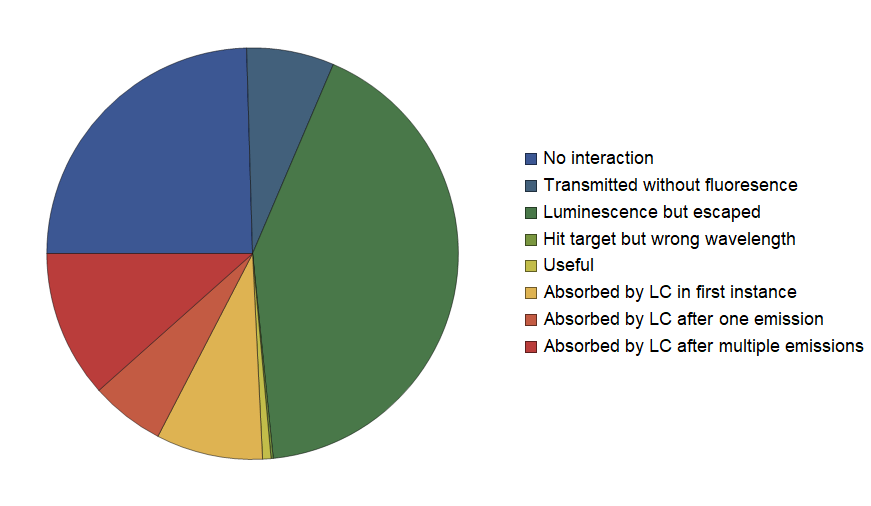 No interaction
Transmitted without fluoresence
Luminescence but escaped
Hit target but wrong wavelength
Useful
Absorbed by LC in first instance
Absorbed by LC after one emission
Absorbed by LC after multiple emissions